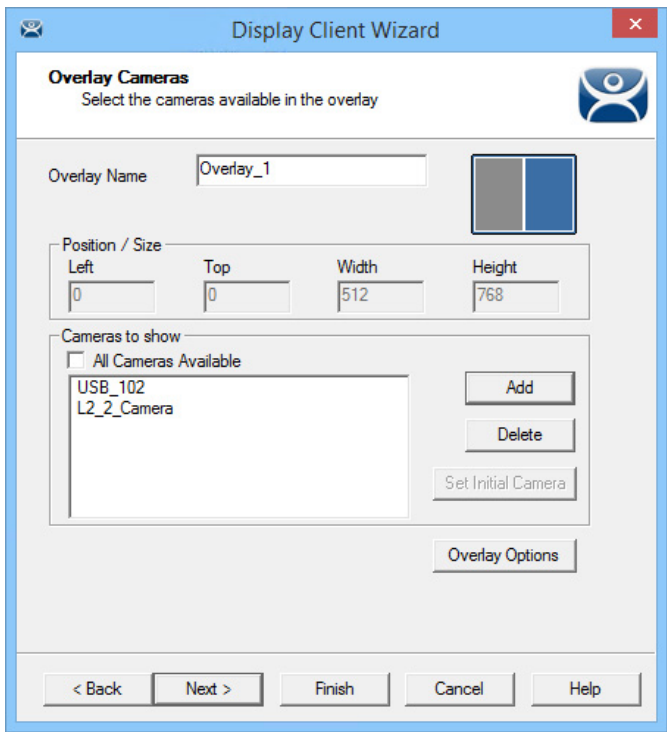 Display Client Wizard
Overlay Cameras
Select the cameras available in the overlay
Overlay Name
Overlay_1
Position / Size
Left Top Width Height
0 0 512 768
Cameras to show
All Cameras Available
USB_102
L2_2_Camera
Add
Delete
Set Initial Camera
Overlay Options
< Back Next > Finish Cancel Help